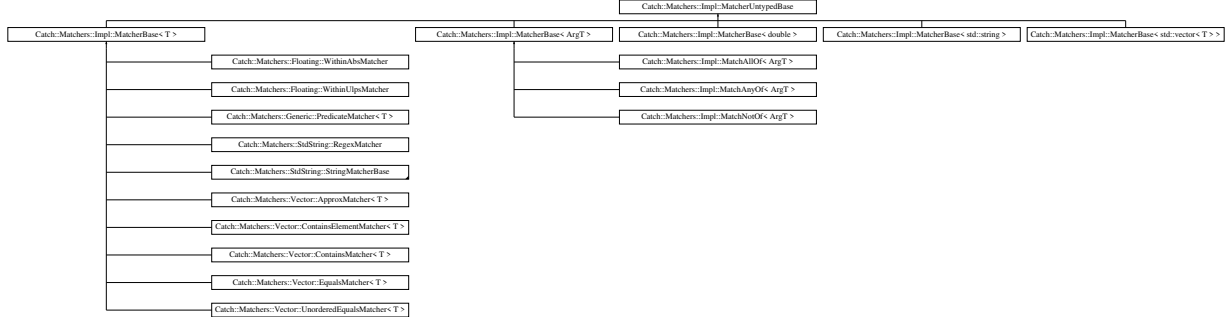 Catch::Matchers::Impl::MatcherUntypedBase
Catch::Matchers::Impl::MatcherBase< T >
Catch::Matchers::Impl::MatcherBase< ArgT >
Catch::Matchers::Impl::MatcherBase< double >
Catch::Matchers::Impl::MatcherBase< std::string >
Catch::Matchers::Impl::MatcherBase< std::vector< T > >
Catch::Matchers::Floating::WithinAbsMatcher
Catch::Matchers::Impl::MatchAllOf< ArgT >
Catch::Matchers::Floating::WithinUlpsMatcher
Catch::Matchers::Impl::MatchAnyOf< ArgT >
Catch::Matchers::Generic::PredicateMatcher< T >
Catch::Matchers::Impl::MatchNotOf< ArgT >
Catch::Matchers::StdString::RegexMatcher
Catch::Matchers::StdString::StringMatcherBase
Catch::Matchers::Vector::ApproxMatcher< T >
Catch::Matchers::Vector::ContainsElementMatcher< T >
Catch::Matchers::Vector::ContainsMatcher< T >
Catch::Matchers::Vector::EqualsMatcher< T >
Catch::Matchers::Vector::UnorderedEqualsMatcher< T >